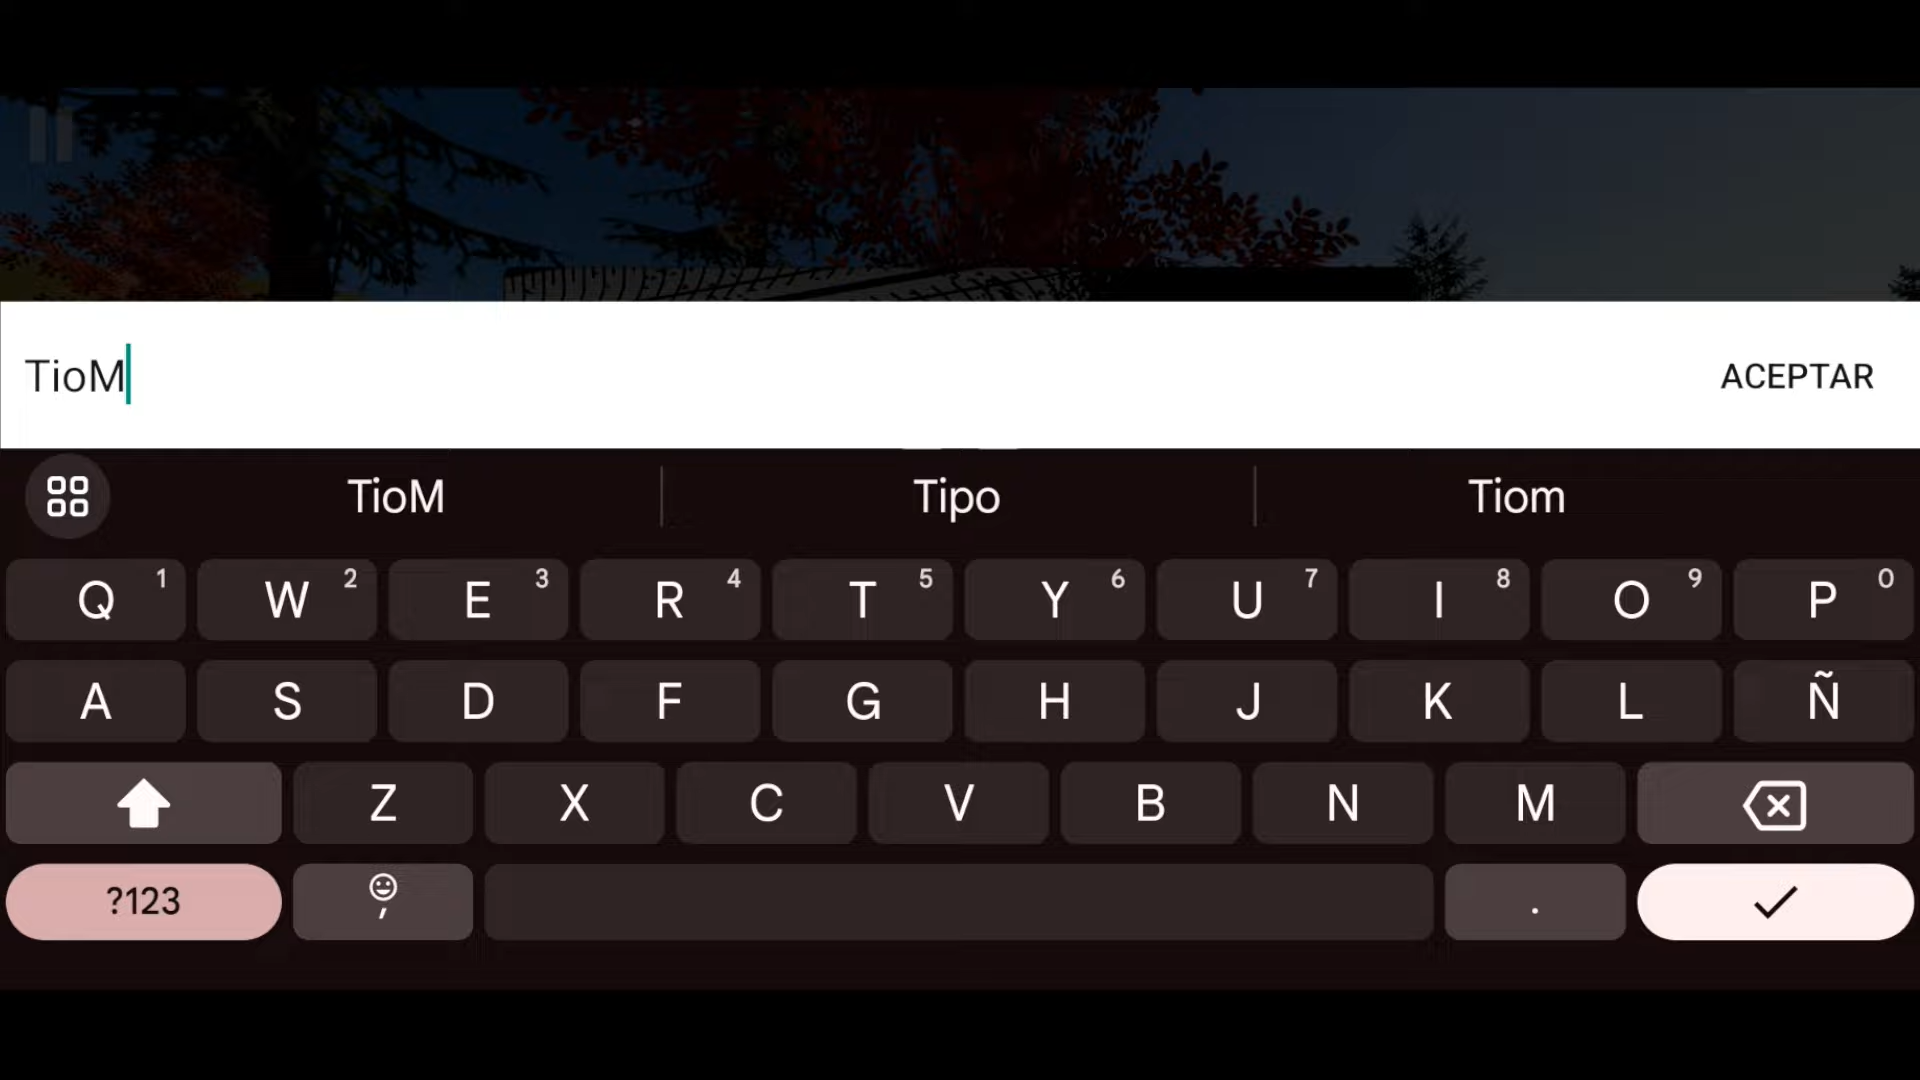 TioM
ACEPTAR
TioM Tipo Tiom
Q 1 W 2 E 3 R 4 T 5 Y 6 U 7 I 8 O 9 P 0
A S D F G H J K L Ñ
Z X C V B N M
?123 , .